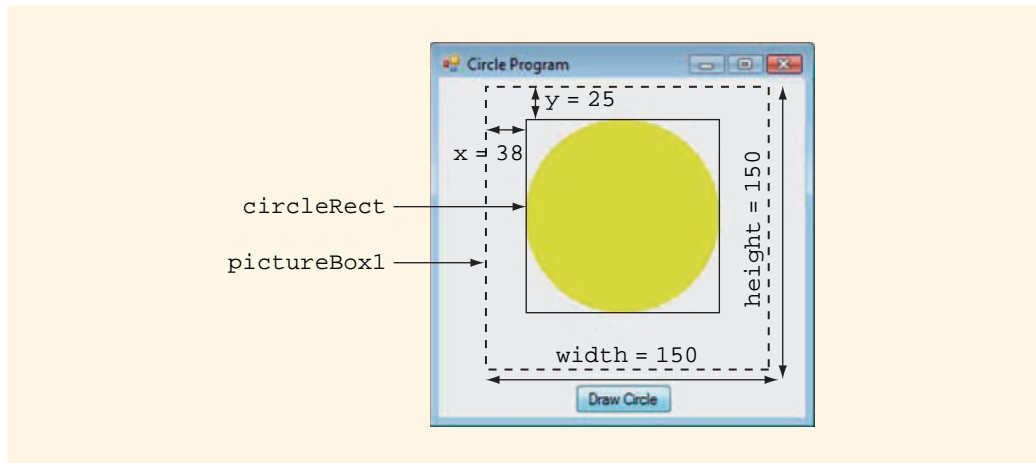 Circle Program
y = 25
x = 38
circleRect
pictureBox1
height = 150
width = 150
Draw Circle